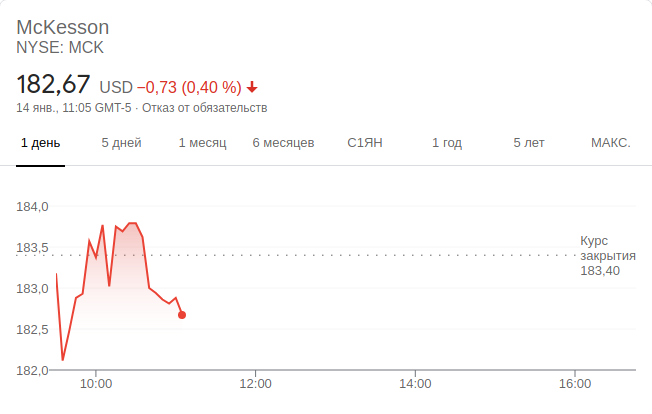 McKesson
NYSE: MCK
182,67 USD −0,73 (0,40 %)
14 янв., 11:05 GMT-5 · Отказ от обязательств
1 день 5 дней 1 месяц 6 месяцев С1ЯН 1 год 5 лет МАКС.
184,0
183,5
183,0
182,5
182,0
Курс
закрытия
183,40
10:00 12:00 14:00 16:00